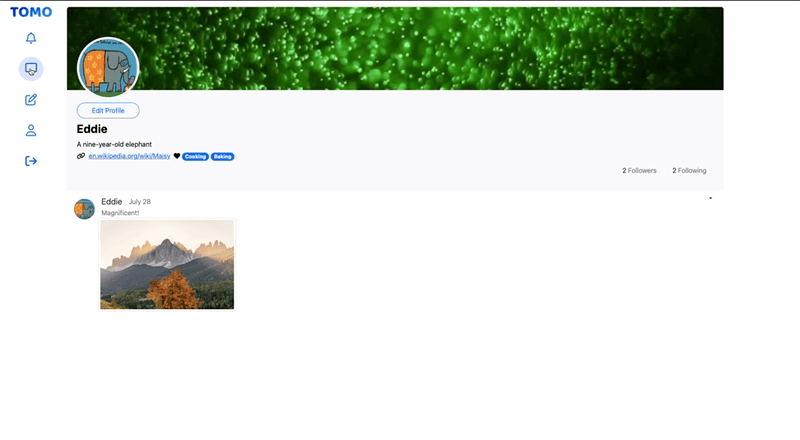 TOMO
Edit Profile
Eddie
A nine-year-old elephant
en.wikipedia.org/wiki/Maisy Cooking Baking
2 Followers 2 Following
Eddie July 28
Magnificent!